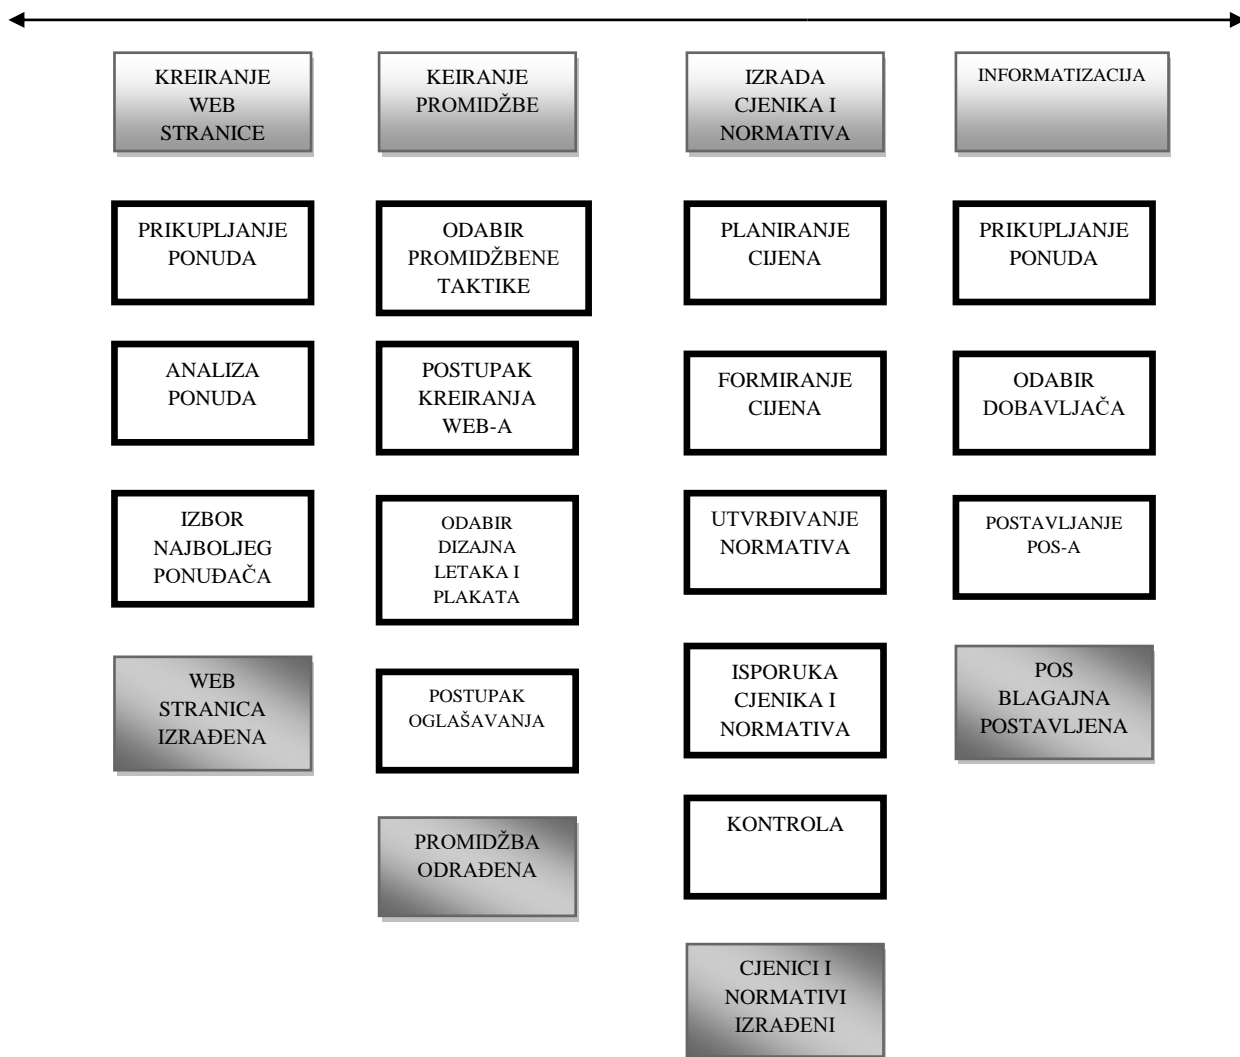 KREIRANJE
WEB
STRANICE
KEIRANJE
PROMIDŽBE
IZRADA
CJENIKA I
NORMATIVA
INFORMATIZACIJA
PRIKUPLJANJE
PONUDA
ODABIR
PROMIDŽBENE
TAKTIKE
PLANIRANJE
CIJENA
PRIKUPLJANJE
PONUDA
ANALIZA
PONUDA
POSTUPAK
KREIRANJA
WEB-A
FORMIRANJE
CIJENA
ODABIR
DOBAVLJAČA
IZBOR
NAJBOLJEG
PONUĐAČA
ODABIR
DIZAJNA
LETAKA I
PLAKATA
UTVRĐIVANJE
NORMATIVA
POSTAVLJANJE
POS-A
WEB
STRANICA
IZRAĐENA
POSTUPAK
OGLAŠAVANJA
ISPORUKA
CJENIKA I
NORMATIVA
POS
BLAGAJNA
POSTAVLJENA
PROMIDŽBA
ODRAĐENA
KONTROLA
CJENICI I
NORMATIVI
IZRAĐENI